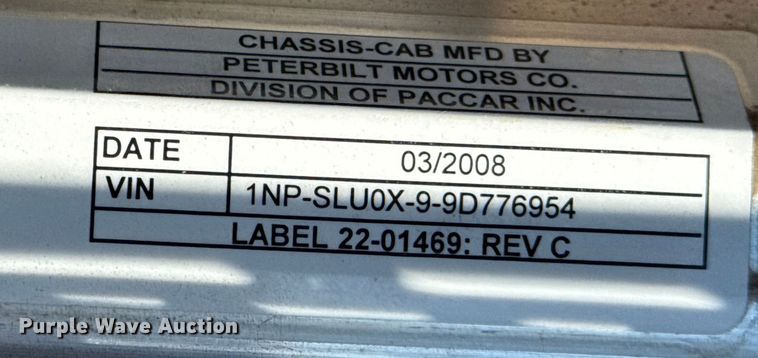 CHASSIS-CAB MFD BY
PETERBILT MOTORS CO.
DIVISION OF PACCAR INC.
DATE 03/2008
VIN 1NP-SLU0X-9-9D776954
LABEL 22-01469: REV C
Purple Wave Auction